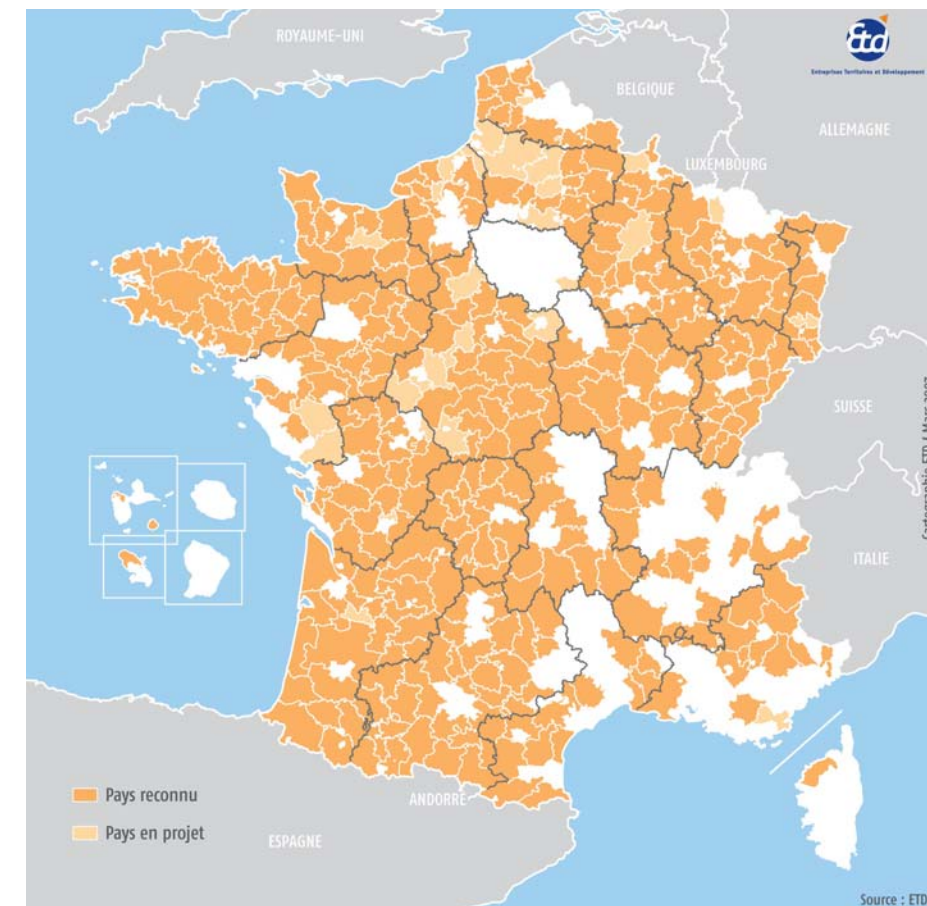 ROYAUME-UNI
Etd
Entreprises Territoires et Développement
BELGIQUE
ALLEMAGNE
LUXEMBOURG
SUISSE
ITALIE
Pays reconnu
Pays en projet
ANDORRE
ESPAGNE
Source : ETD